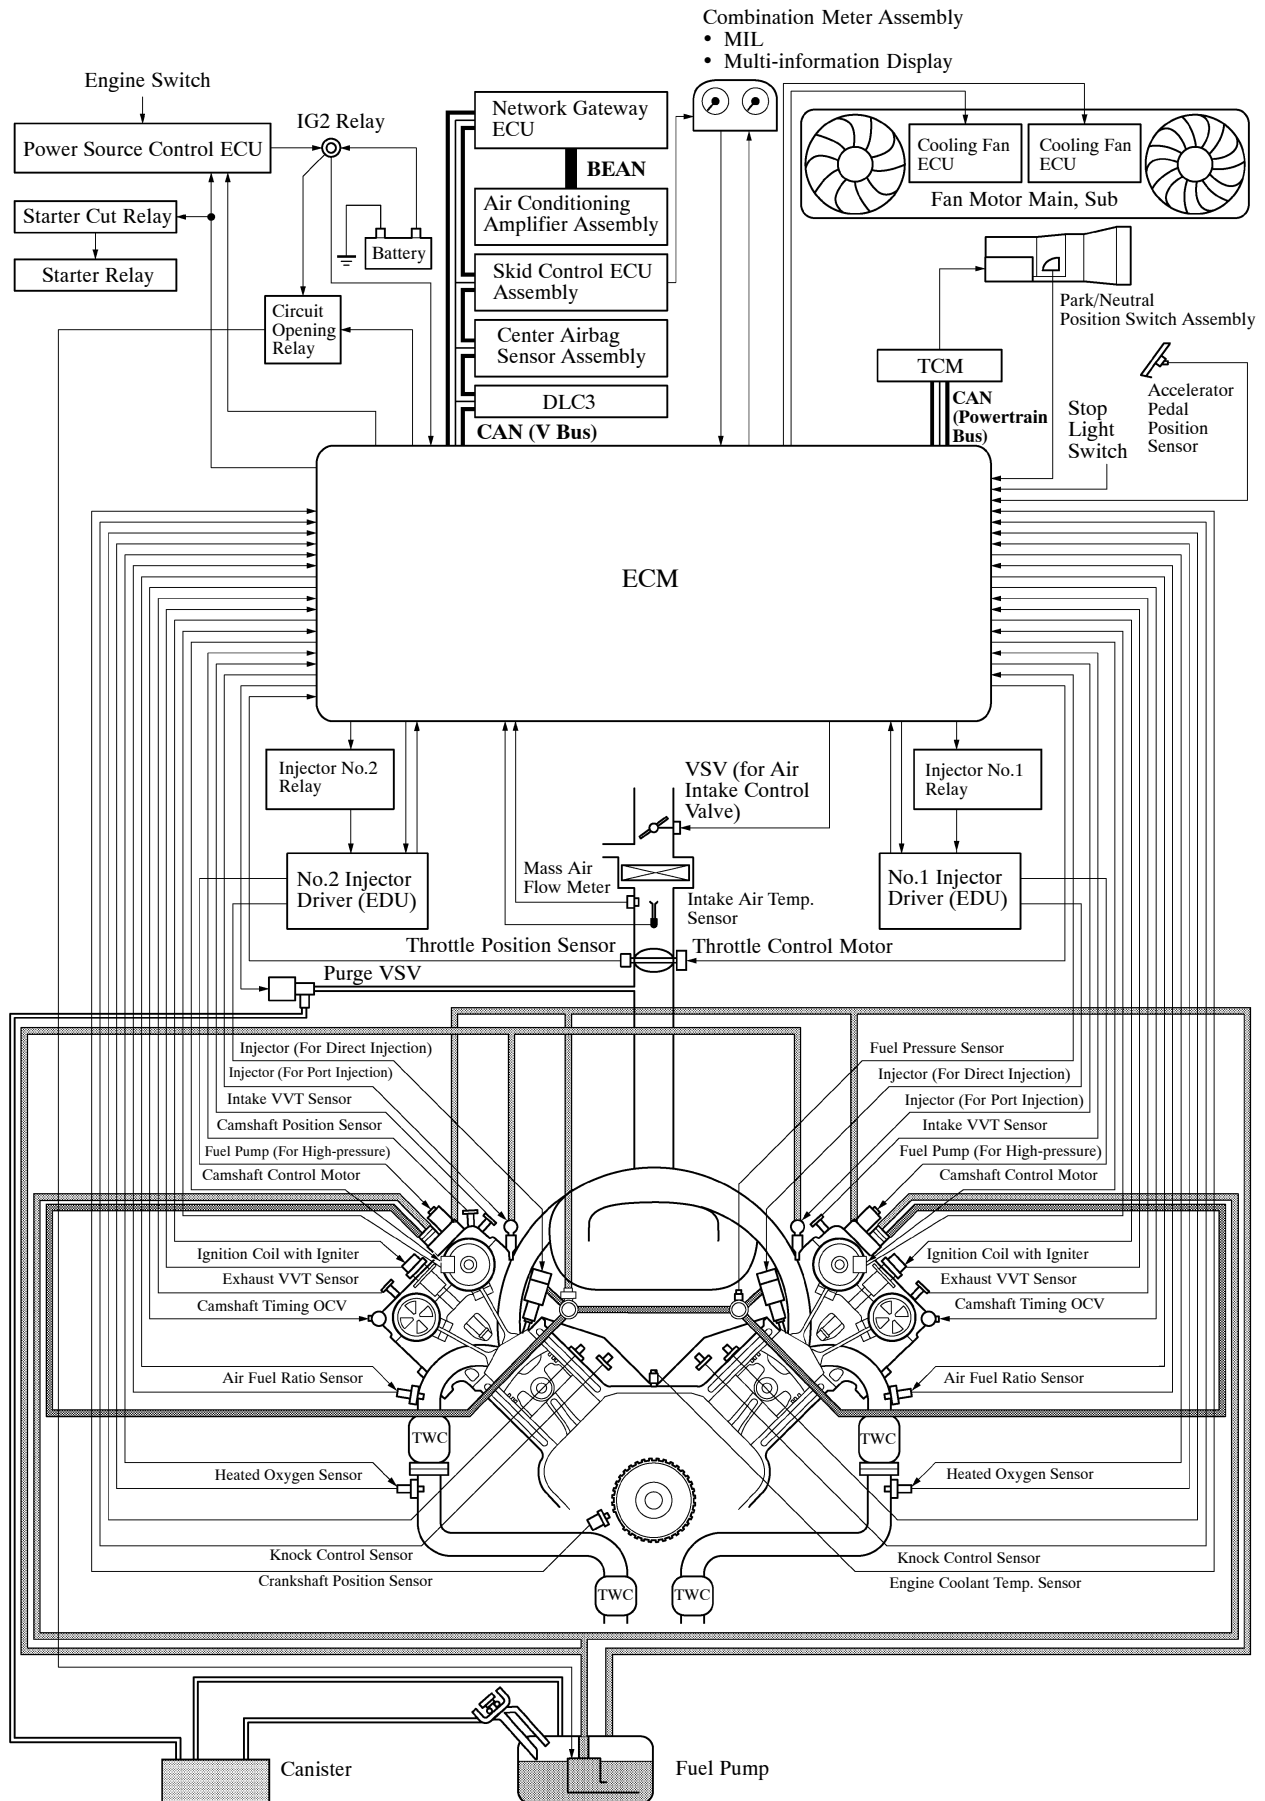 Combination Meter Assembly
• MIL
• Multi-information Display
Engine Switch
Power Source Control ECU
IG2 Relay
Starter Cut Relay
Starter Relay
Battery
Circuit
Opening
Relay
Network Gateway
ECU
BEAN
Air Conditioning
Amplifier Assembly
Skid Control ECU
Assembly
Center Airbag
Sensor Assembly
DLC3
CAN (V Bus)
Cooling Fan
ECU
Cooling Fan
ECU
Fan Motor Main, Sub
Park/Neutral
Position Switch Assembly
TCM
CAN
(Powertrain
Bus)
Stop
Light
Switch
Accelerator
Pedal
Position
Sensor
ECM
Injector No.2
Relay
No.2 Injector
Driver (EDU)
VSV (for Air
Intake Control
Valve)
Mass Air
Flow Meter
Intake Air Temp.
Sensor
Injector No.1
Relay
No.1 Injector
Driver (EDU)
Throttle Position Sensor
Throttle Control Motor
Purge VSV
Injector (For Direct Injection)
Injector (For Port Injection)
Intake VVT Sensor
Camshaft Position Sensor
Fuel Pump (For High-pressure)
Camshaft Control Motor
Ignition Coil with Igniter
Exhaust VVT Sensor
Camshaft Timing OCV
Air Fuel Ratio Sensor
TWC
Heated Oxygen Sensor
Knock Control Sensor
Crankshaft Position Sensor
Fuel Pressure Sensor
Injector (For Direct Injection)
Injector (For Port Injection)
Intake VVT Sensor
Fuel Pump (For High-pressure)
Camshaft Control Motor
Ignition Coil with Igniter
Exhaust VVT Sensor
Camshaft Timing OCV
Air Fuel Ratio Sensor
TWC
Heated Oxygen Sensor
Knock Control Sensor
Engine Coolant Temp. Sensor
TWC
TWC
Canister
Fuel Pump